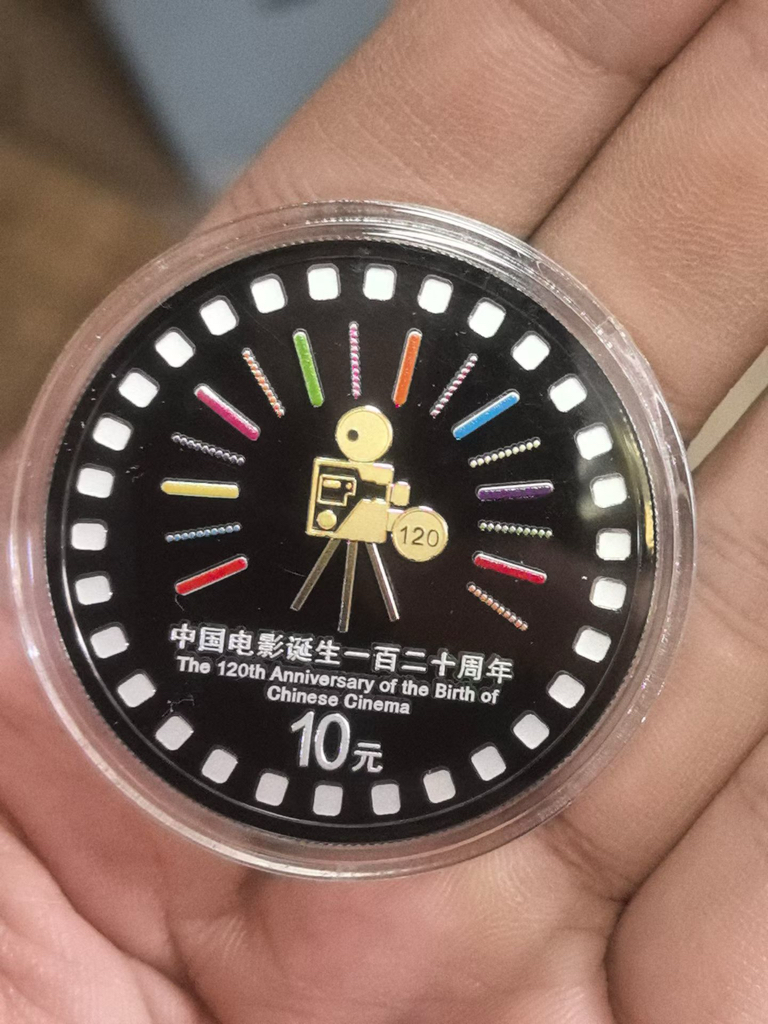 120
中国电影诞生一百二十周年
The 120th Anniversary of the Birth of
Chinese Cinema
10元